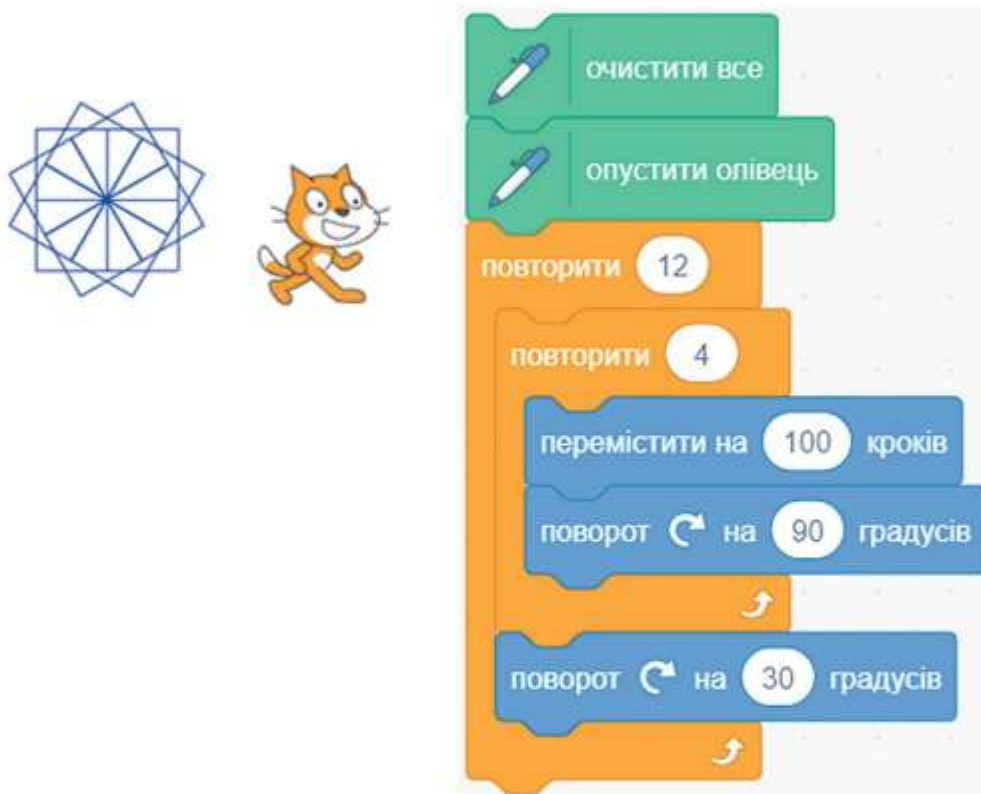 очистити все
опустити олівець
повторити 12
повторити 4
перемістити на 100 кроків
поворот на 90 градусів
поворот на 30 градусів